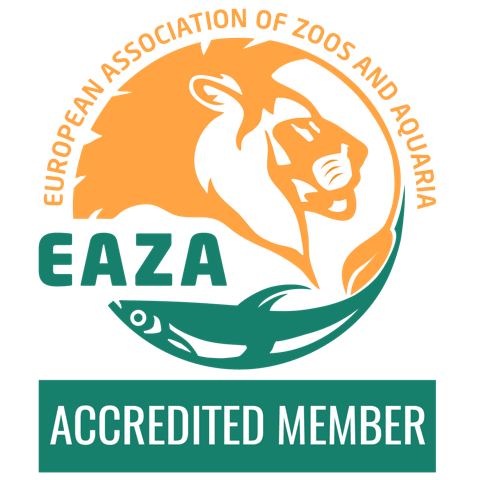 EUROPEAN ASSOCIATION OF ZOOS AND AQUARIA
EAZA
ACCREDITED MEMBER